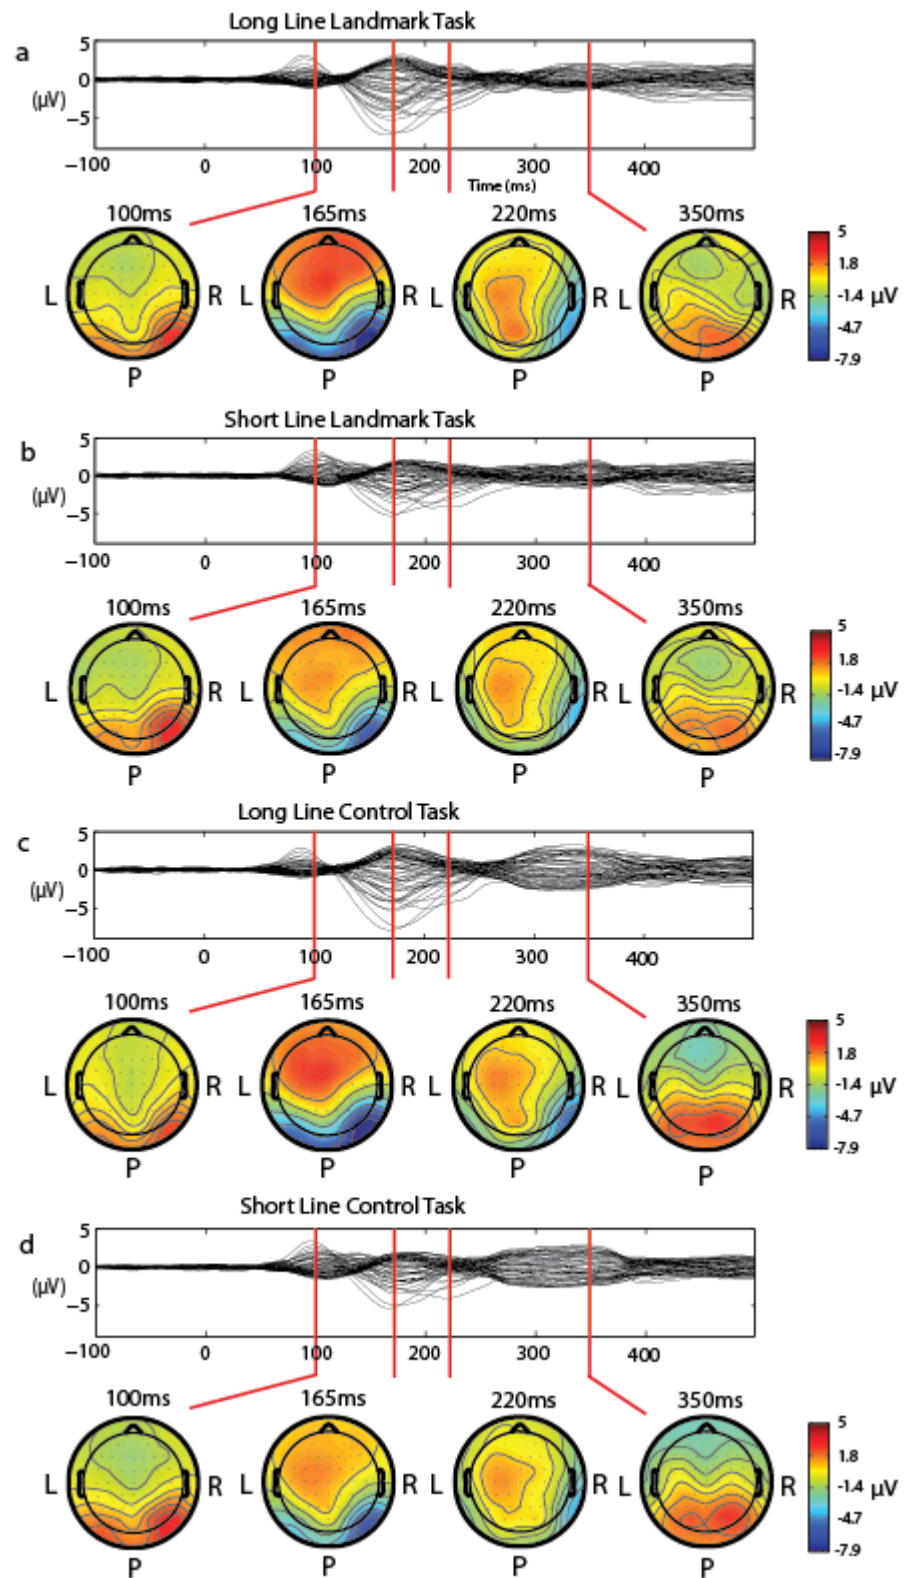 Long Line Landmark Task
a
5
0
(µV)
−5
−100 0 100 200 300 400
Time (ms)
100ms 165ms 220ms 350ms
L R L R L R L R
P P P P
5
1.8
-1.4 µV
-4.7
-7.9
Short Line Landmark Task
b
5
0
(µV)
−5
−100 0 100 200 300 400
100ms 165ms 220ms 350ms
L R L R L R L R
P P P P
5
1.8
-1.4 µV
-4.7
-7.9
Long Line Control Task
c
5
0
(µV)
−5
−100 0 100 200 300 400
100ms 165ms 220ms 350ms
L R L R L R L R
P P P P
5
1.8
-1.4 µV
-4.7
-7.9
Short Line Control Task
d
5
0
(µV)
−5
−100 0 100 200 300 400
100ms 165ms 220ms 350ms
L R L R L R L R
P P P P
5
1.8
-1.4 µV
-4.7
-7.9